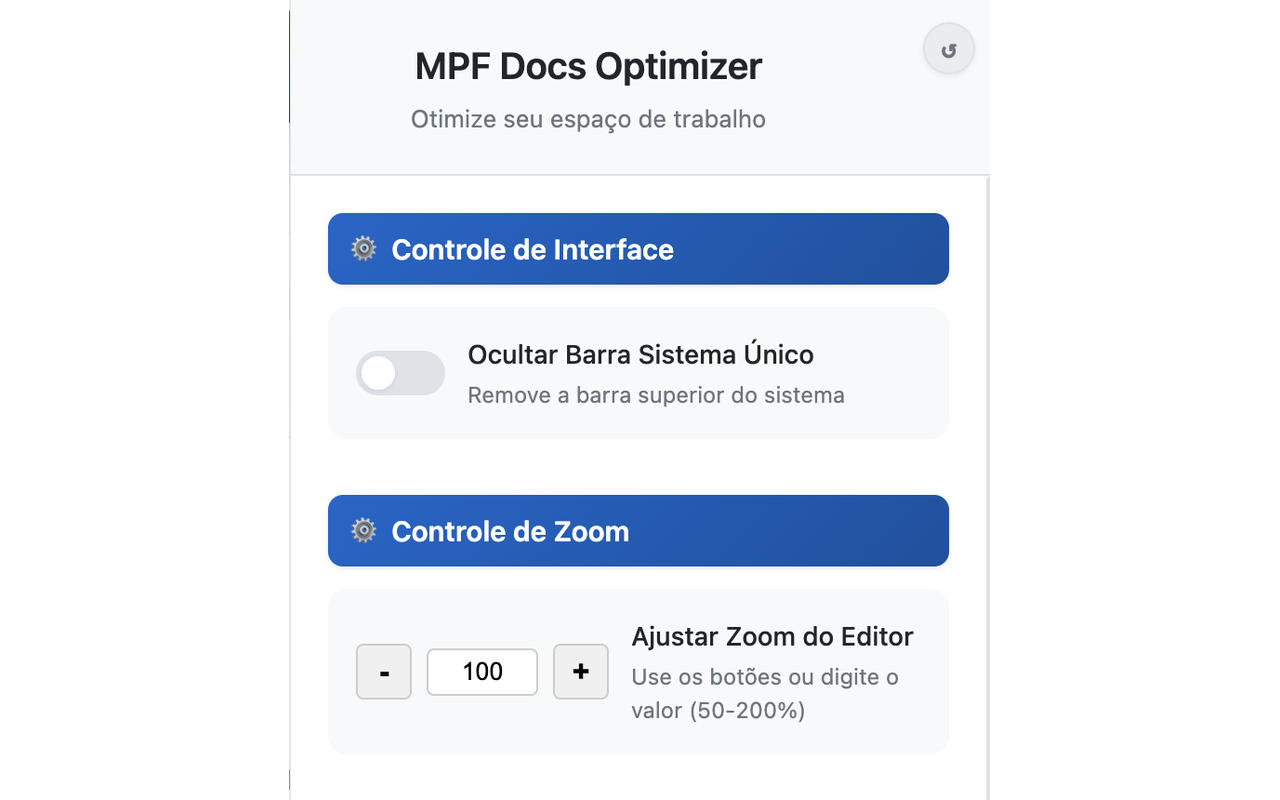 MPF Docs Optimizer
Otimize seu espaço de trabalho
Controle de Interface
Ocultar Barra Sistema Único
Remove a barra superior do sistema
Controle de Zoom
- 100 +
Ajustar Zoom do Editor
Use os botões ou digite o
valor (50-200%)